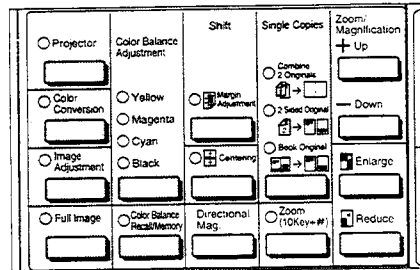 Projector
Color
Conversion
Image
Adjustment
Full Image
Color Balance
Adjustment
Yellow
Magenta
Cyan
Black
Color Balance
Recall/Memory
Shift
Margin
Adjustment
Centering
Directional
Mag.
Single Copies
Combine
2 Originals
2 Sided Original
Book Original
Zoom
(10Key+#)
Zoom/
Magnification
+ Up
— Down
Enlarge
Reduce